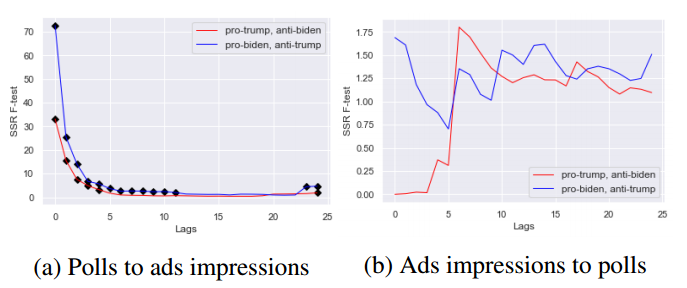 pro-trump, anti-biden
pro-biden, anti-trump
SSR F-test
70
60
50
40
30
20
10
0
0 5 10 15 20 25
Lags
(a) Polls to ads impressions
SSR F-test
1.75
1.50
1.25
1.00
0.75
0.50
0.25
0.00
pro-trump, anti-biden
pro-biden, anti-trump
0 5 10 15 20 25
Lags
(b) Ads impressions to polls